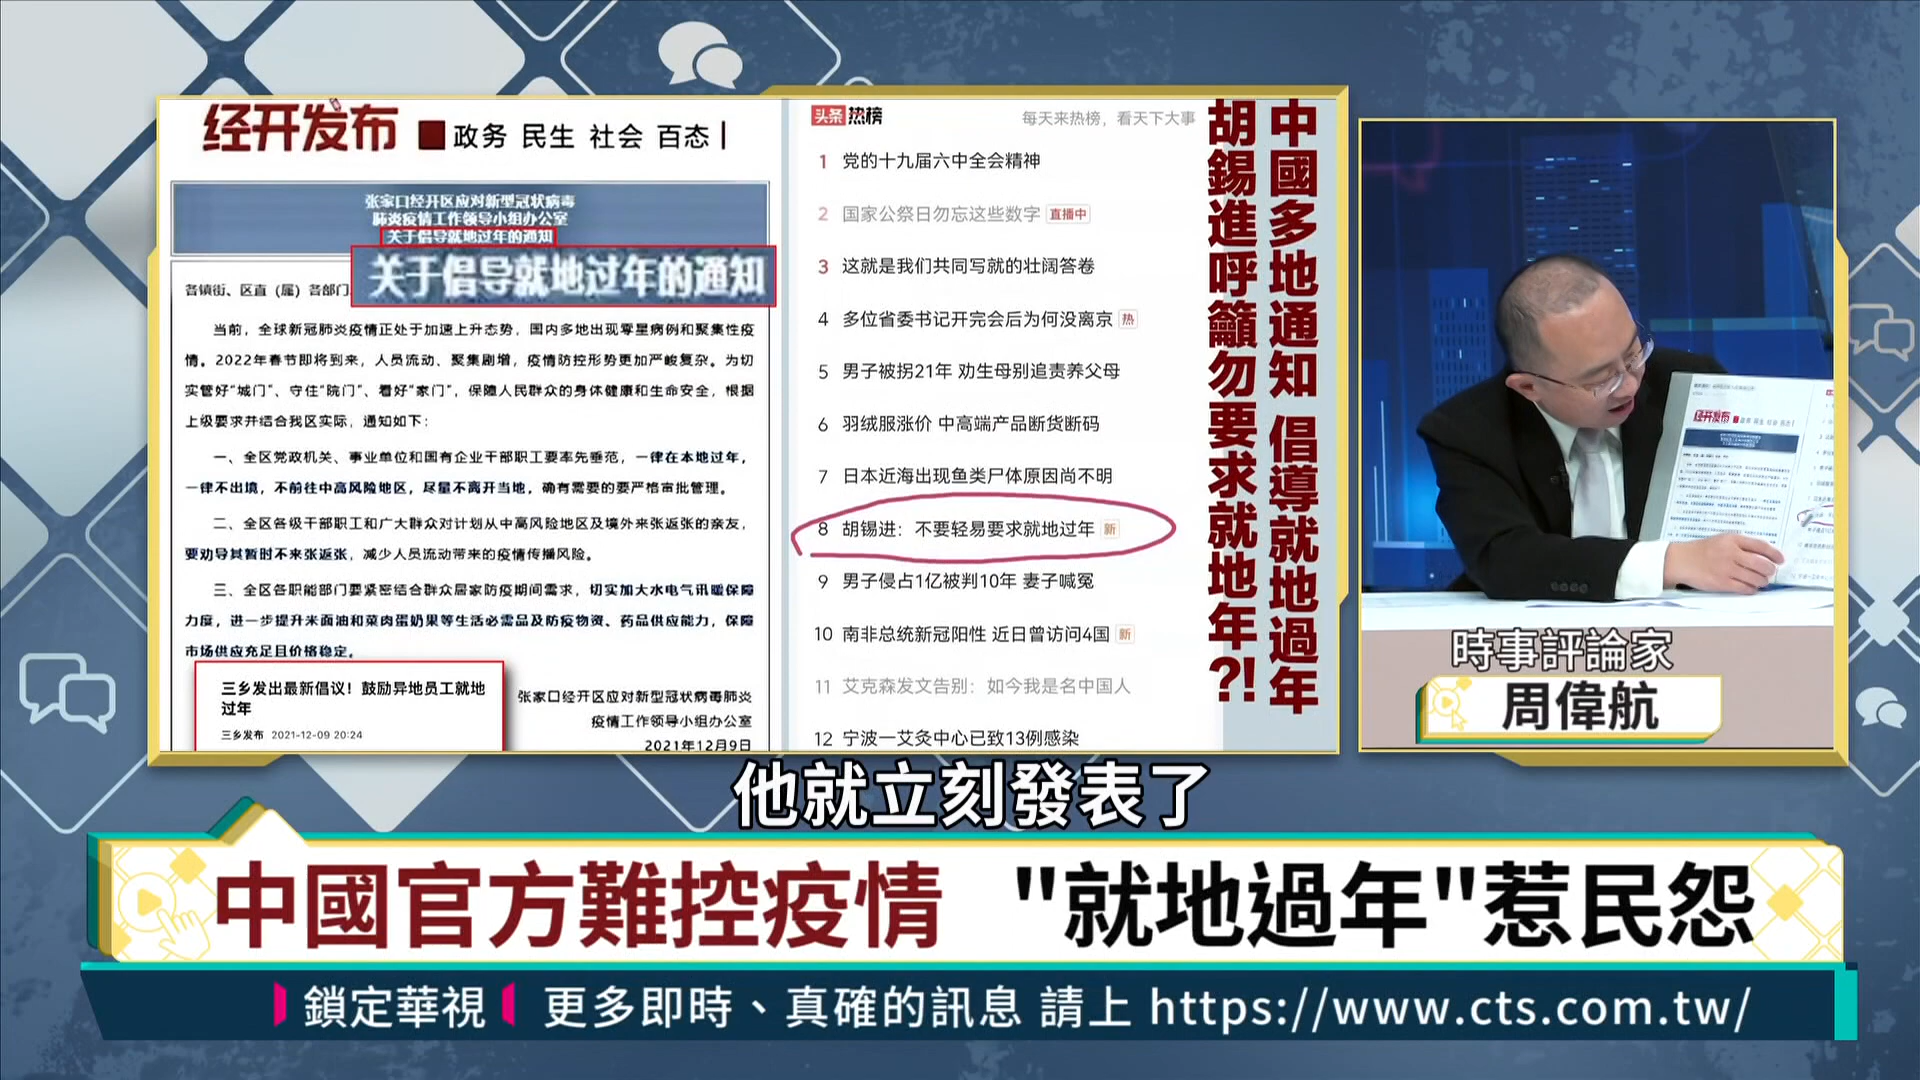 经开发布 政务 民生 社会 百态
张家口经开区应对新型冠状病毒
肺炎疫情工作领导小组办公室
关于倡导就地过年的通知
关于倡导就地过年的通知
各镇街、区直（属）各部门
当前，全球新冠肺炎疫情正处于加速上升态势，国内多地出现零星病例和聚集性疫
情。2022年春节即将到来，人员流动、聚集剧增，疫情防控形势更加严峻复杂。为切
实管好“城门”、守住“院门”、看好“家门”，保障人民群众的身体健康和生命安全，根据
上级要求并结合我区实际，通知如下：
一、全区党政机关、事业单位和国有企业干部职工要率先垂范，一律在本地过年，
一律不出境，不前往中高风险地区，尽量不离开当地，确有需要的要严格审批管理。
二、全区各级干部职工和广大群众对计划从中高风险地区及境外来张返张的亲友，
要劝导其暂时不来张返张，减少人员流动带来的疫情传播风险。
三、全区各职能部门要紧密结合群众居家防疫期间需求，切实加大水电气讯暖保障
力度，进一步提升米面油和菜肉蛋奶果等生活必需品及防疫物资、药品供应能力，保障
市场供应充足且价格稳定。
张家口经开区应对新型冠状病毒肺炎
疫情工作领导小组办公室
2021年12月9日
三乡发出最新倡议！鼓励异地员工就地
过年
三乡发布 2021-12-09 20:24
头条热榜 每天来热榜，看天下大事
1 党的十九届六中全会精神
2 国家公祭日勿忘这些数字 直播中
3 这就是我们共同写就的壮阔答卷
4 多位省委书记开完会后为何没离京 热
5 男子被拐21年 劝生母别追责养父母
6 羽绒服涨价 中高端产品断货断码
7 日本近海出现鱼类尸体原因尚不明
8 胡锡进：不要轻易要求就地过年 新
9 男子侵占1亿被判10年 妻子喊冤
10 南非总统新冠阳性 近日曾访问4国 新
11 艾克森发文告别：如今我是名中国人
12 宁波一艾灸中心已致13例感染
中國多地通知 倡導就地過年
胡錫進呼籲勿要求就地年?!
经开发布 政务 民生 社会 百态
時事評論家
周偉航
他就立刻發表了
中國官方難控疫情 "就地過年"惹民怨
鎖定華視 更多即時、真確的訊息 請上 https://www.cts.com.tw/